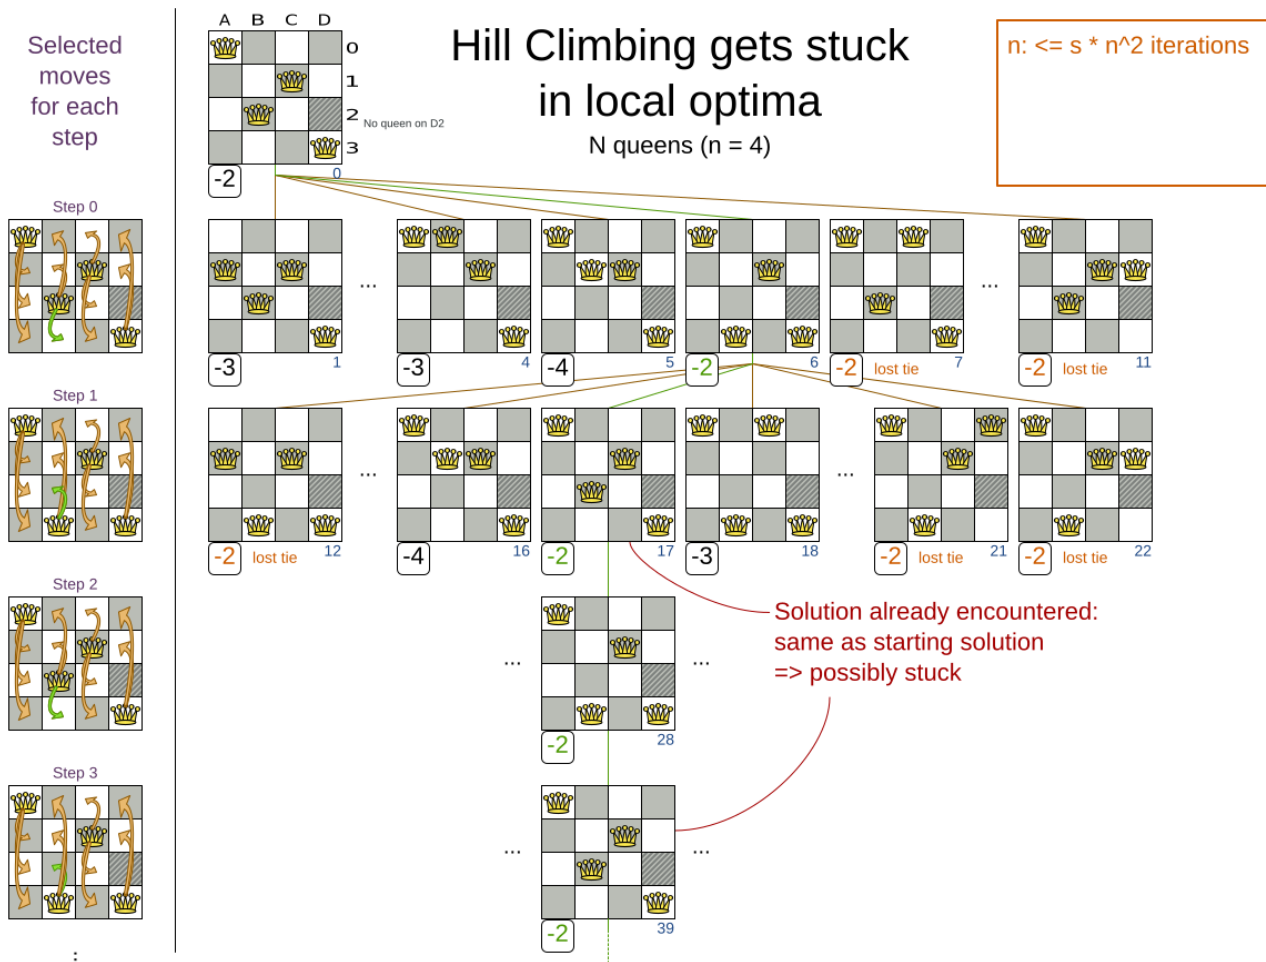 Selected
moves
for each
step
A B C D
0
1
2
3
No queen on D2
-2
0
Hill Climbing gets stuck
in local optima
N queens (n = 4)
n: <= s * n^2 iterations
Step 0
...
...
-3
1
-3
4
-4
5
-2
6
-2 lost tie
7
-2 lost tie
11
Step 1
...
...
-2 lost tie
12
-4
16
-2
17
-3
18
-2 lost tie
21
-2 lost tie
22
Step 2
...
...
-2
28
Solution already encountered:
same as starting solution
=> possibly stuck
Step 3
...
...
-2
39
: